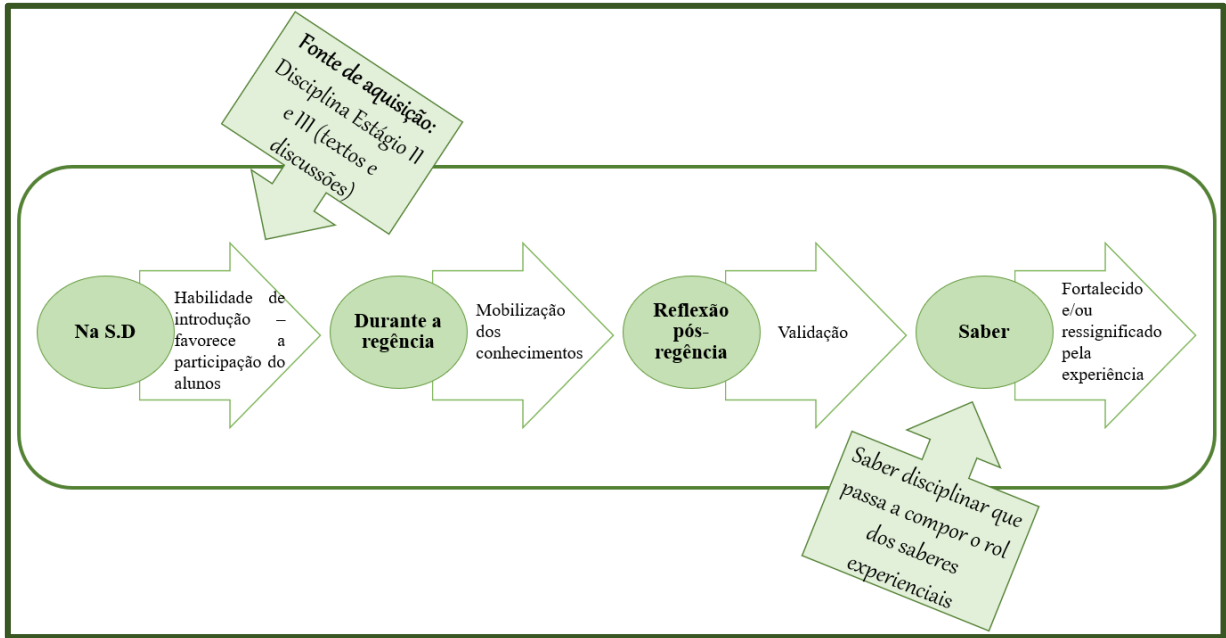 Fonte de aquisição:
Disciplina Estágio II
e III (textos e
discussões)
Na S.D
Habilidade de
introdução –
favorece a
participação do
alunos
Durante a
regência
Mobilização
dos
conhecimentos
Reflexão
pós-
regência
Validação
Saber
Fortalecido
e/ou
ressignificado
pela
experiência
Saber disciplinar que
passa a compor o rol
dos saberes
experienciais